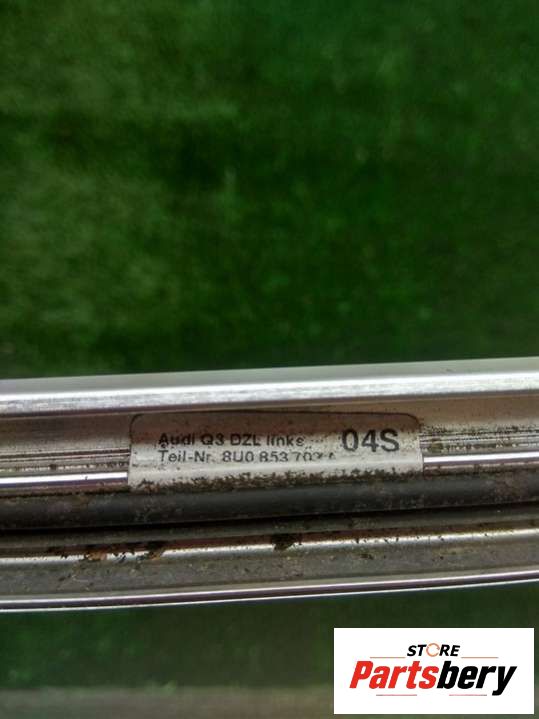 Audi Q3 DZL links 04S
Teil-Nr. 8U0 853
STORE
Partsbery